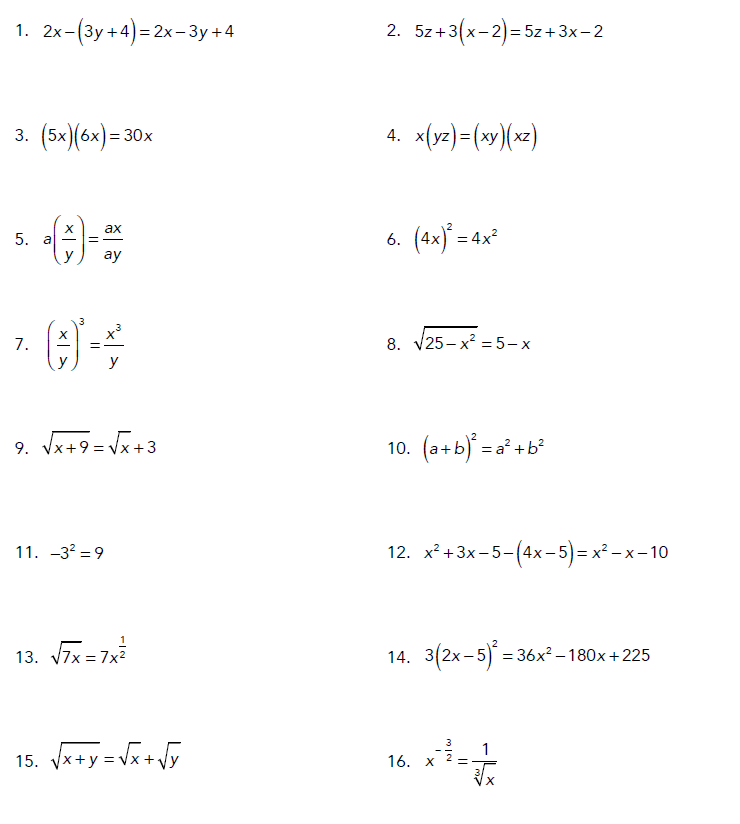 1. 2x−(3y+4)=2x−3y+4
2. 5z+3(x−2)=5z+3x−2
3. (5x)(6x)=30x
4. x(yz)=(xy)(xz)
5. a(x/y)=ax/ay
6. (4x)²=4x²
7. (x/y)³=x³/y
8. √(25−x²)=5−x
9. √(x+9)=√x+3
10. (a+b)²=a²+b²
11. −3²=9
12. x²+3x−5−(4x−5)=x²−x−10
13. √(7x)=7x^(1/2)
14. 3(2x−5)²=36x²−180x+225
15. √(x+y)=√x+√y
16. x^(−3/2)=1/∛x